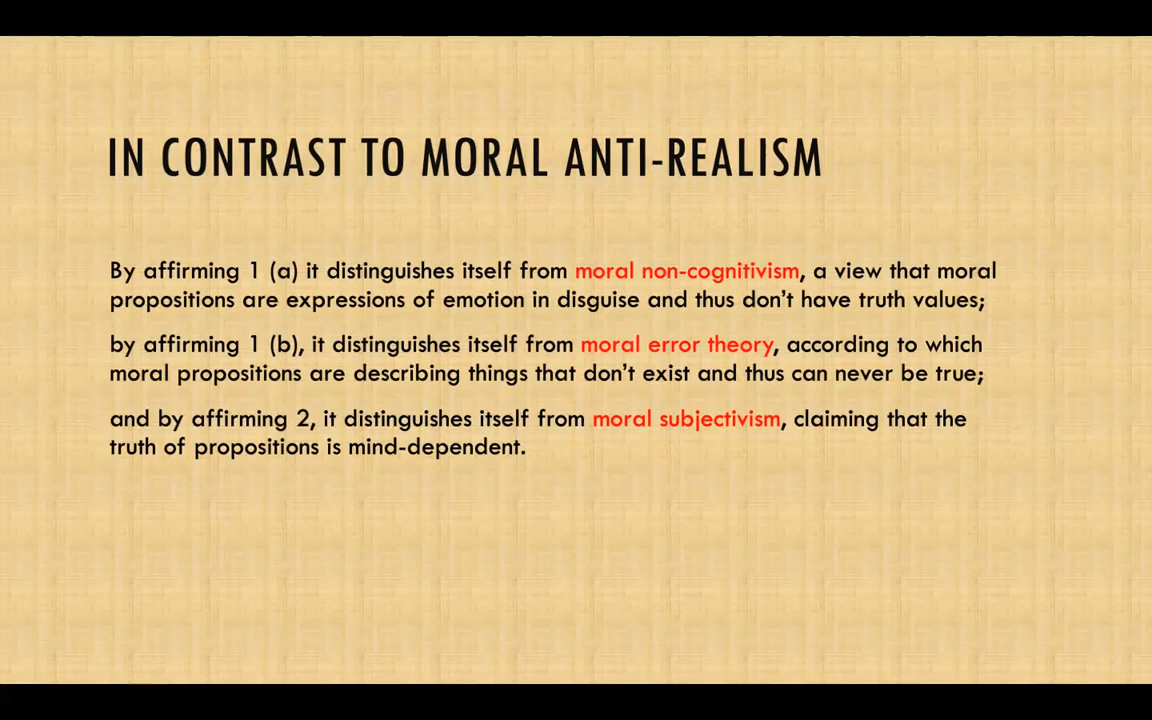 IN CONTRAST TO MORAL ANTI-REALISM
By affirming 1 (a) it distinguishes itself from moral non-cognitivism, a view that moral
propositions are expressions of emotion in disguise and thus don't have truth values;
by affirming 1 (b), it distinguishes itself from moral error theory, according to which
moral propositions are describing things that don't exist and thus can never be true;
and by affirming 2, it distinguishes itself from moral subjectivism, claiming that the
truth of propositions is mind-dependent.